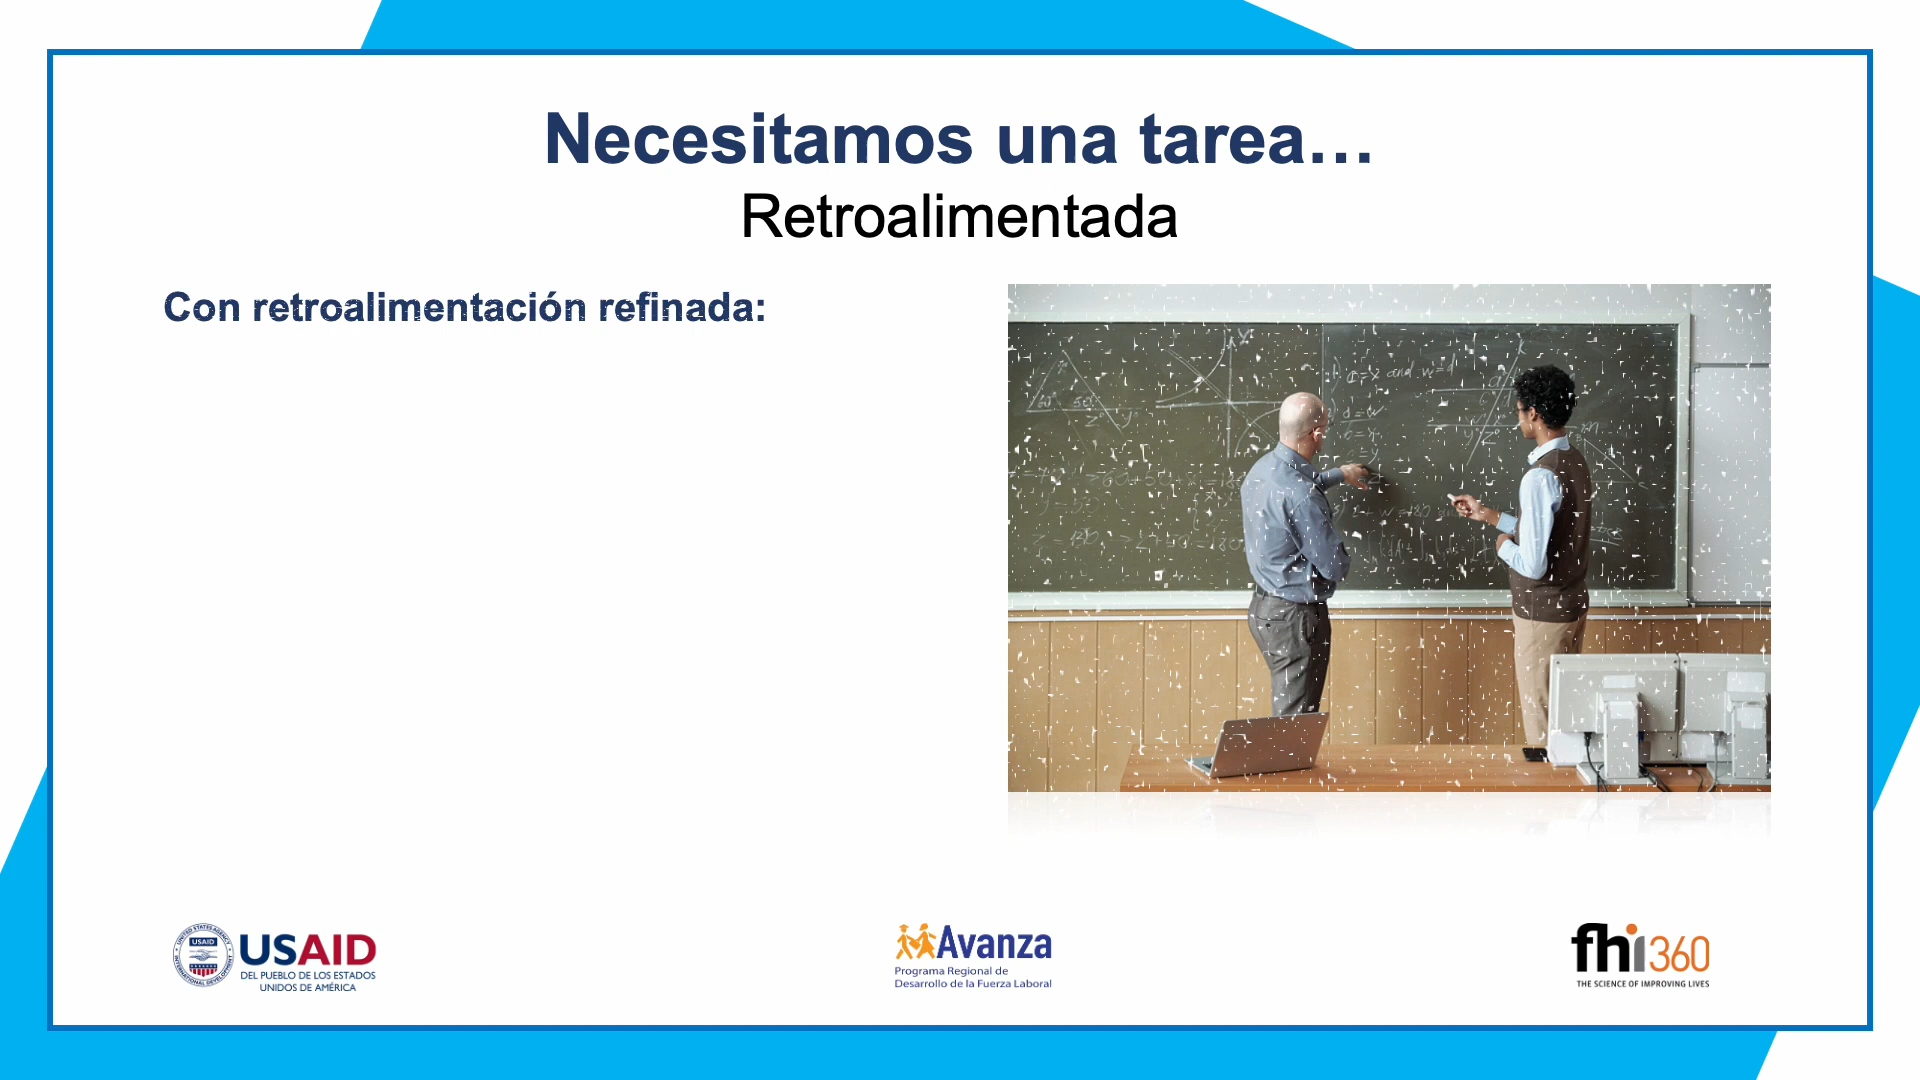 Necesitamos una tarea…
Retroalimentada
Con retroalimentación refinada:
a=x and w=d
USAID
DEL PUEBLO DE LOS ESTADOS
UNIDOS DE AMÉRICA
Avanza
Programa Regional de
Desarrollo de la Fuerza Laboral
fhi360
THE SCIENCE OF IMPROVING LIVES